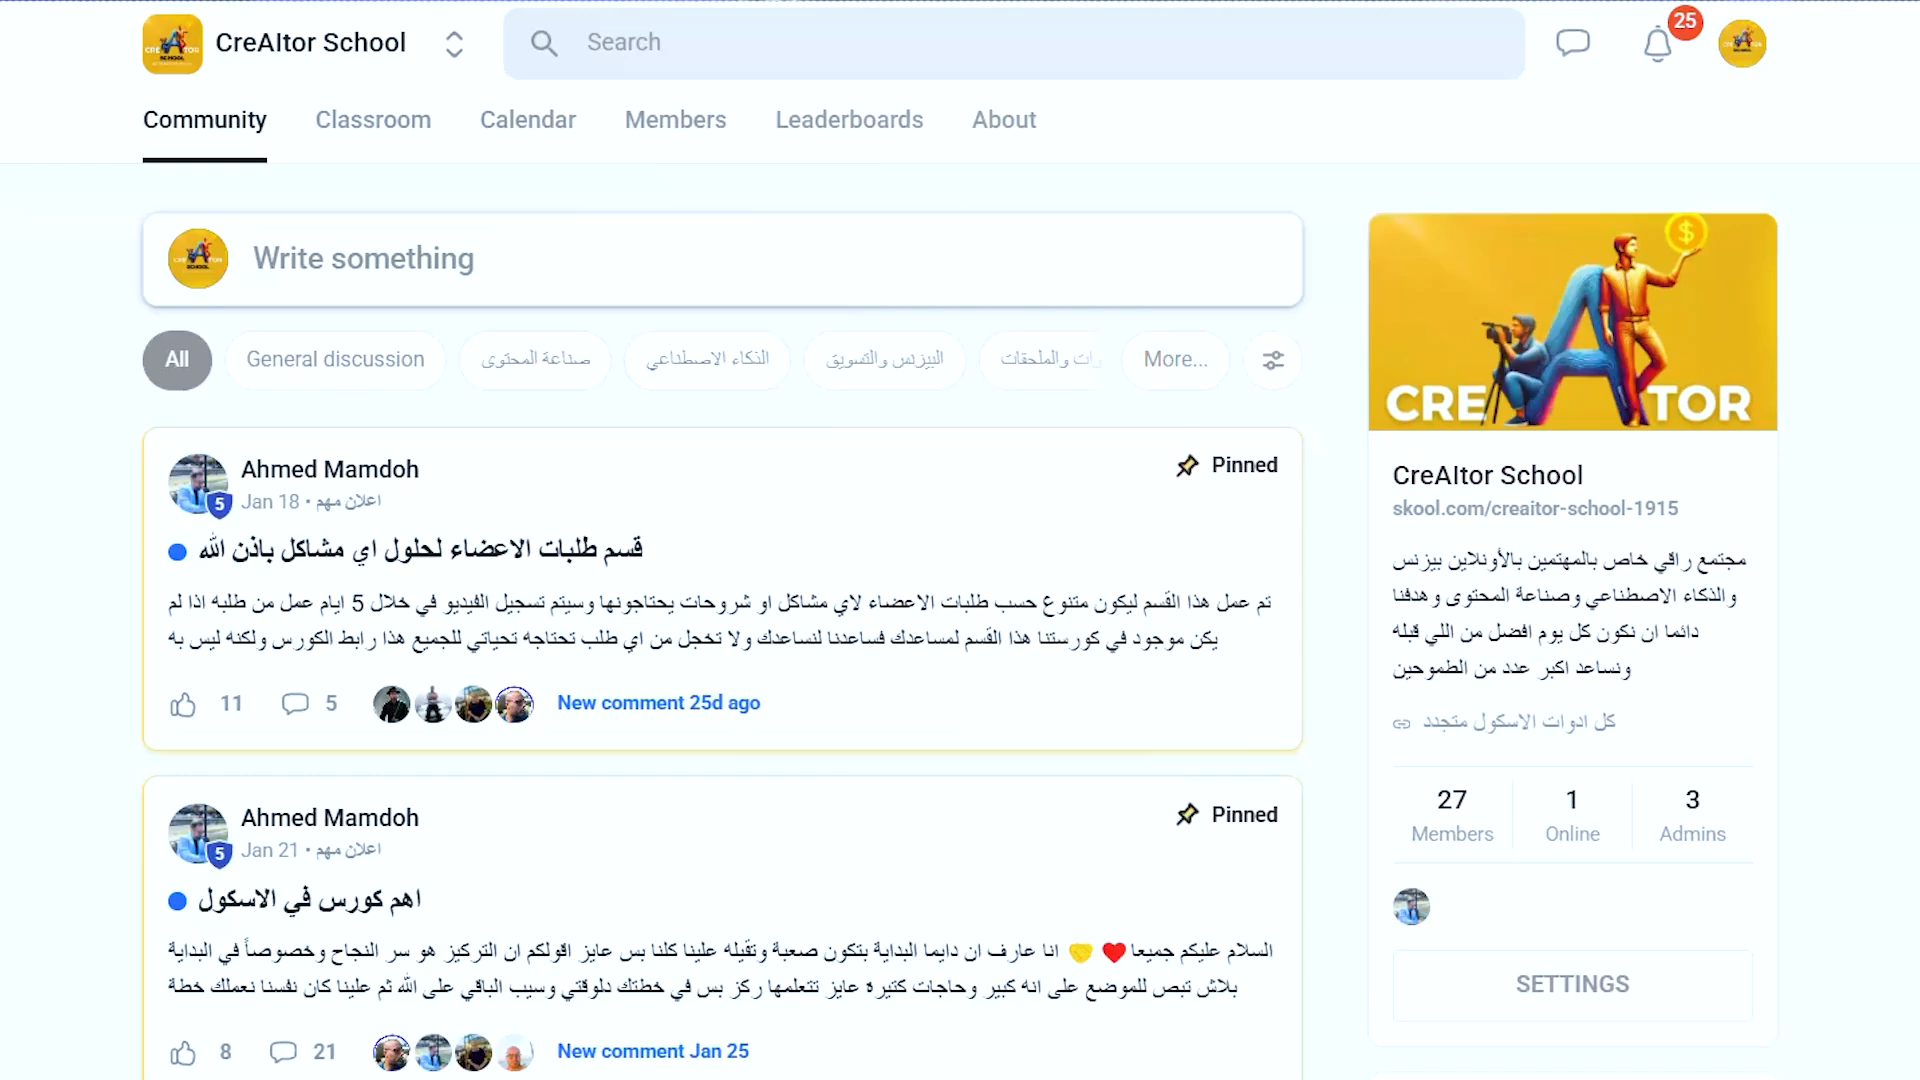 CreAItor School
Search
25
Community
Classroom
Calendar
Members
Leaderboards
About
Write something
All
General discussion
صناعة المحتوى
الذكاء الاصطناعي
البيزنس والتسويق
والملحقات
More...
Ahmed Mamdoh
Pinned
5
Jan 18 • اعلان مهم
قسم طلبات الاعضاء لحلول اي مشاكل باذن الله
تم عمل هذا القسم ليكون متنوع حسب طلبات الاعضاء لاي مشاكل او شروحات يحتاجونها وسيتم تسجيل الفيديو في خلال 5 ايام عمل من طلبه اذا لم
يكن موجود في كورستنا هذا القسم لمساعدك فساعدنا لنساعدك ولا تخجل من اي طلب تحتاجه تحياتي للجميع هذا رابط الكورس ولكنه ليس به
11
5
New comment 25d ago
Ahmed Mamdoh
Pinned
5
Jan 21 • اعلان مهم
اهم كورس في الاسكول
السلام عليكم جميعا❤️ 🤝 انا عارف ان دايما البداية بتكون صعبة وتقيله علينا كلنا بس عايز اقولكم ان التركيز هو سر النجاح وخصوصاً في البداية
بلاش تبص للموضع على انه كبير وحاجات كتيره عايز تتعلمها ركز بس في خطتك دلوقتي وسيب الباقي على الله ثم علينا كان نفسنا نعملك خطة
8
21
New comment Jan 25
CREATOR
CreAItor School
skool.com/creaitor-school-1915
مجتمع راقي خاص بالمهتمين بالأونلاين بيزنس
والذكاء الاصطناعي وصناعة المحتوى وهدفنا
دائما ان نكون كل يوم افضل من اللي قبله
ونساعد اكبر عدد من الطموحين
كل ادوات الاسكول متجدد
27
Members
1
Online
3
Admins
SETTINGS